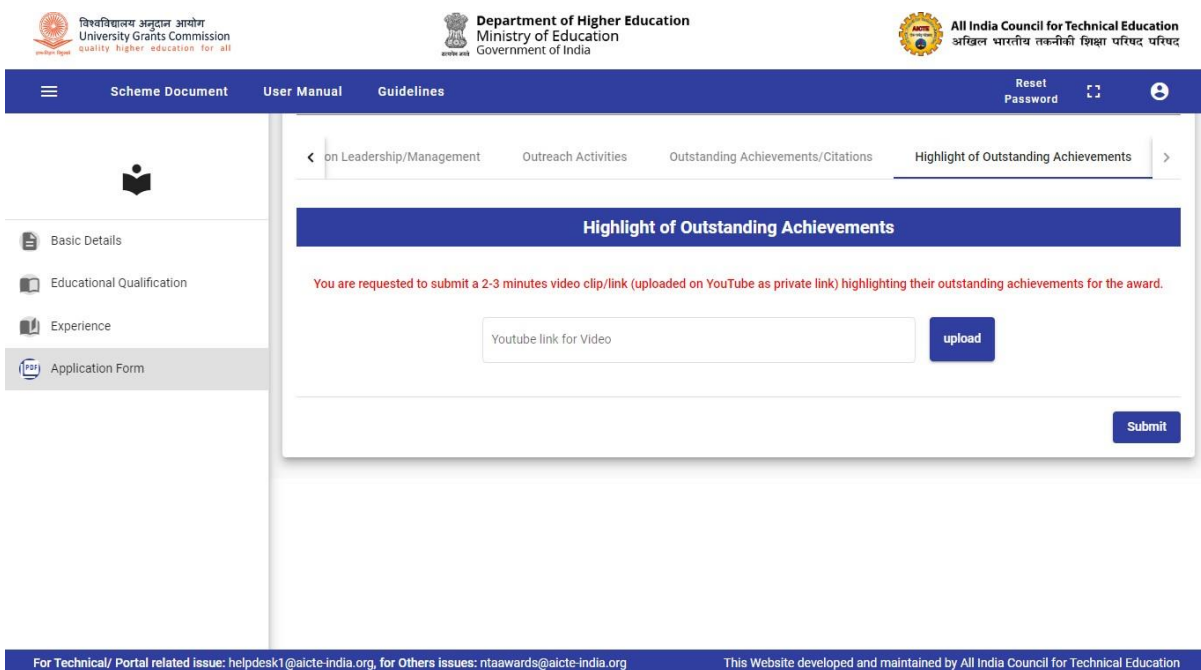 विश्वविद्यालय अनुदान आयोग
University Grants Commission
quality higher education for all
Department of Higher Education
Ministry of Education
Government of India
All India Council for Technical Education
अखिल भारतीय तकनीकी शिक्षा परिषद परिषद
Scheme Document User Manual Guidelines
Reset
Password
on Leadership/Management Outreach Activities Outstanding Achievements/Citations Highlight of Outstanding Achievements
Highlight of Outstanding Achievements
Basic Details
Educational Qualification
Experience
PDF Application Form
You are requested to submit a 2-3 minutes video clip/link (uploaded on YouTube as private link) highlighting their outstanding achievements for the award.
Youtube link for Video
upload
Submit
For Technical/ Portal related issue: helpdesk1@aicte-india.org, for Others issues: ntaawards@aicte-india.org
This Website developed and maintained by All India Council for Technical Education